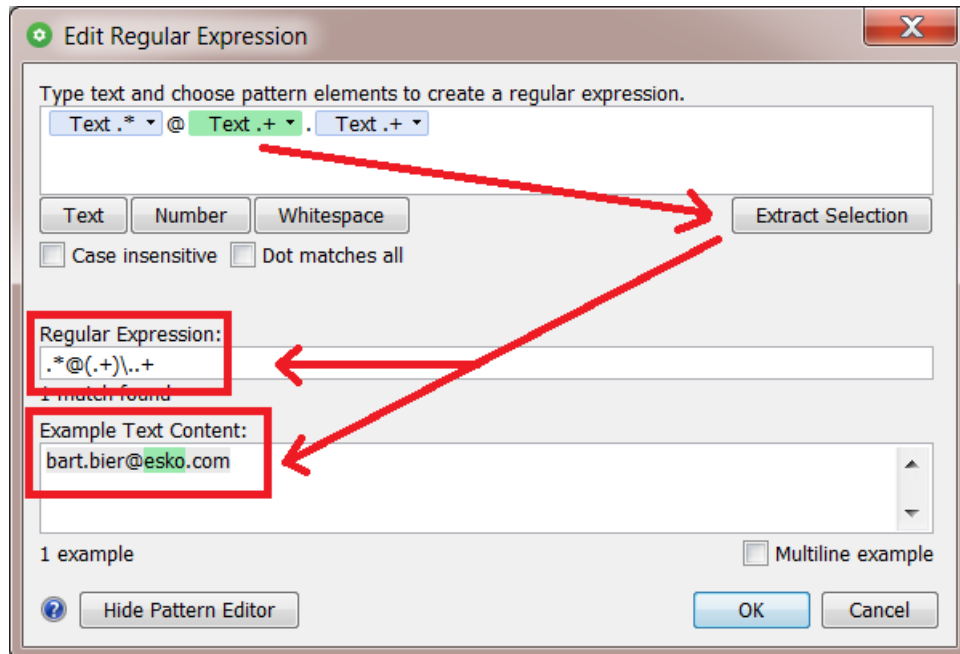 Edit Regular Expression
X
Type text and choose pattern elements to create a regular expression.
Text .* @ Text .+ . Text .+
Text Number Whitespace Extract Selection
Case insensitive Dot matches all
Regular Expression:
.*@(.+)\..+
1 match found
Example Text Content:
bart.bier@esko.com
1 example Multiline example
? Hide Pattern Editor OK Cancel